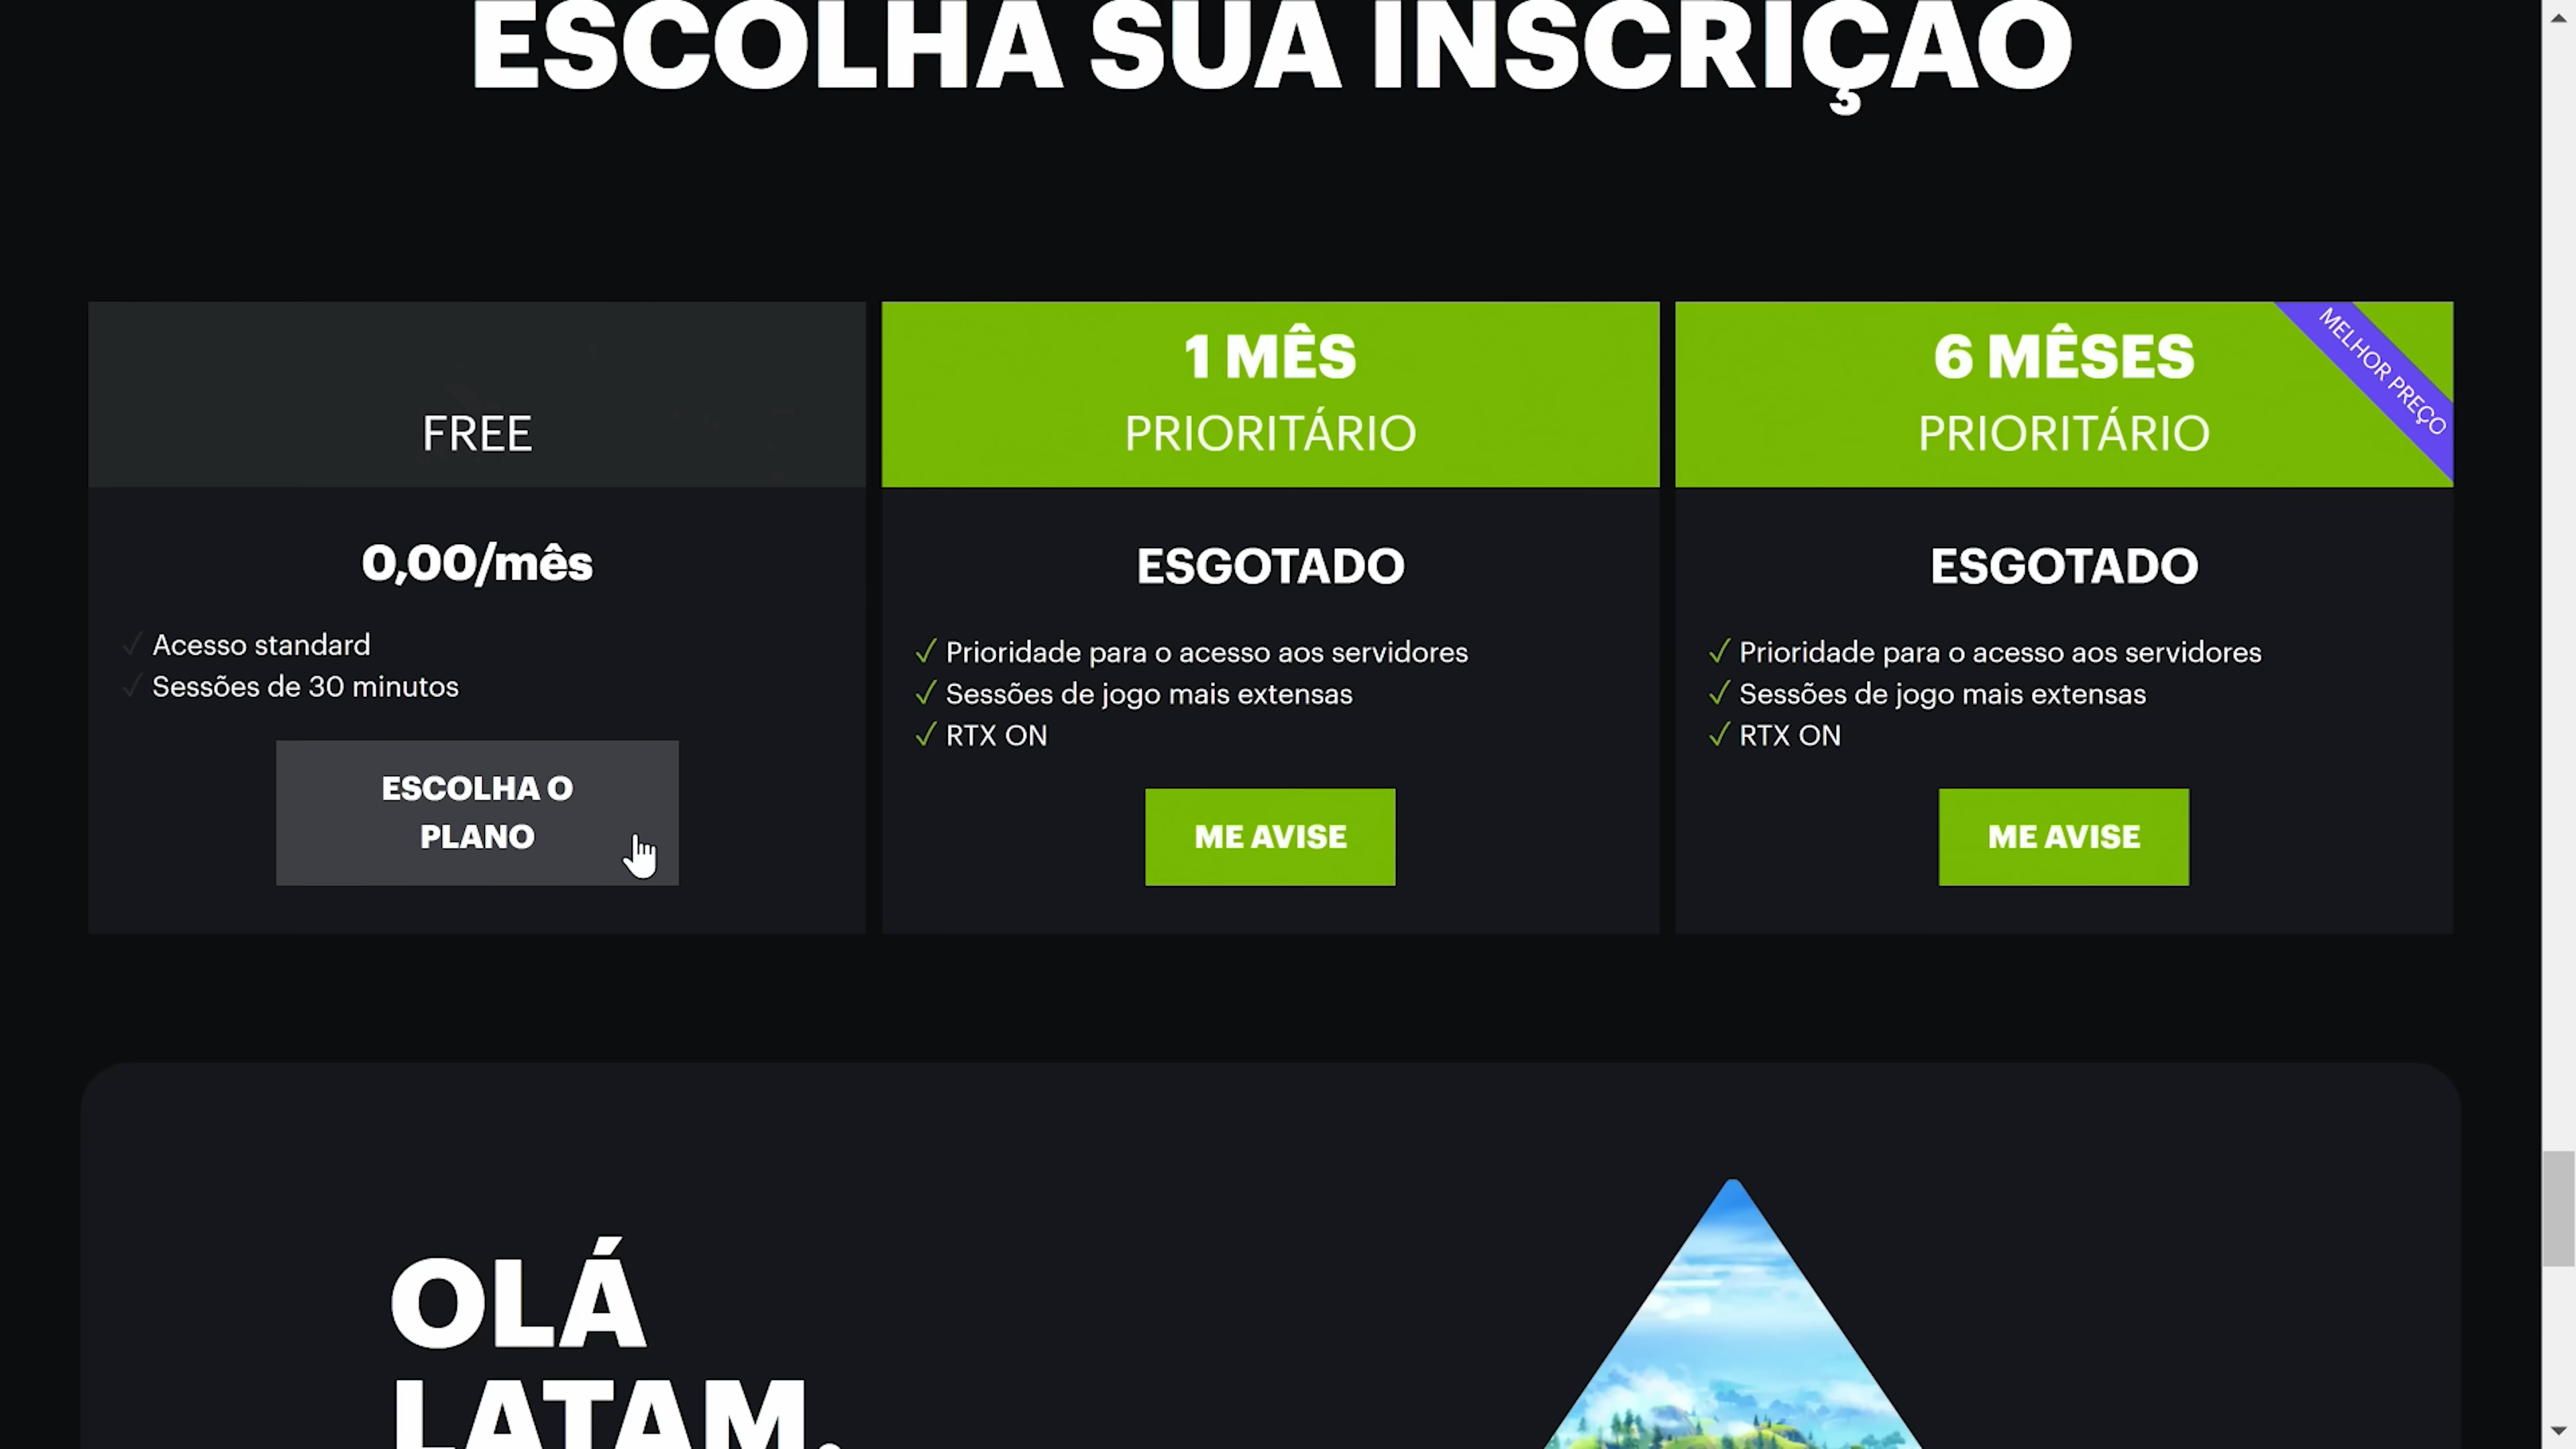 ESCOLHA SUA INSCRIÇÃO
FREE
0,00/mês
Acesso standard
Sessões de 30 minutos
ESCOLHA O
PLANO
1 MÊS
PRIORITÁRIO
ESGOTADO
Prioridade para o acesso aos servidores
Sessões de jogo mais extensas
RTX ON
ME AVISE
6 MÊSES
PRIORITÁRIO
MELHOR PREÇO
ESGOTADO
Prioridade para o acesso aos servidores
Sessões de jogo mais extensas
RTX ON
ME AVISE
OLÁ
LATAM.